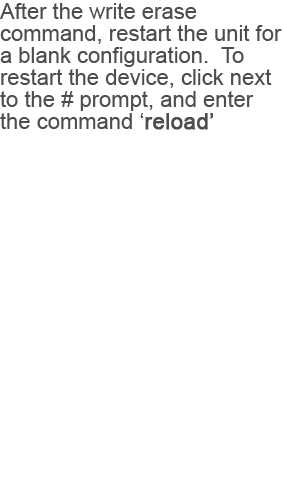 After the write erase
command, restart the unit for
a blank configuration.  To
restart the device, click next
to the # prompt, and enter
the command ‘reload’